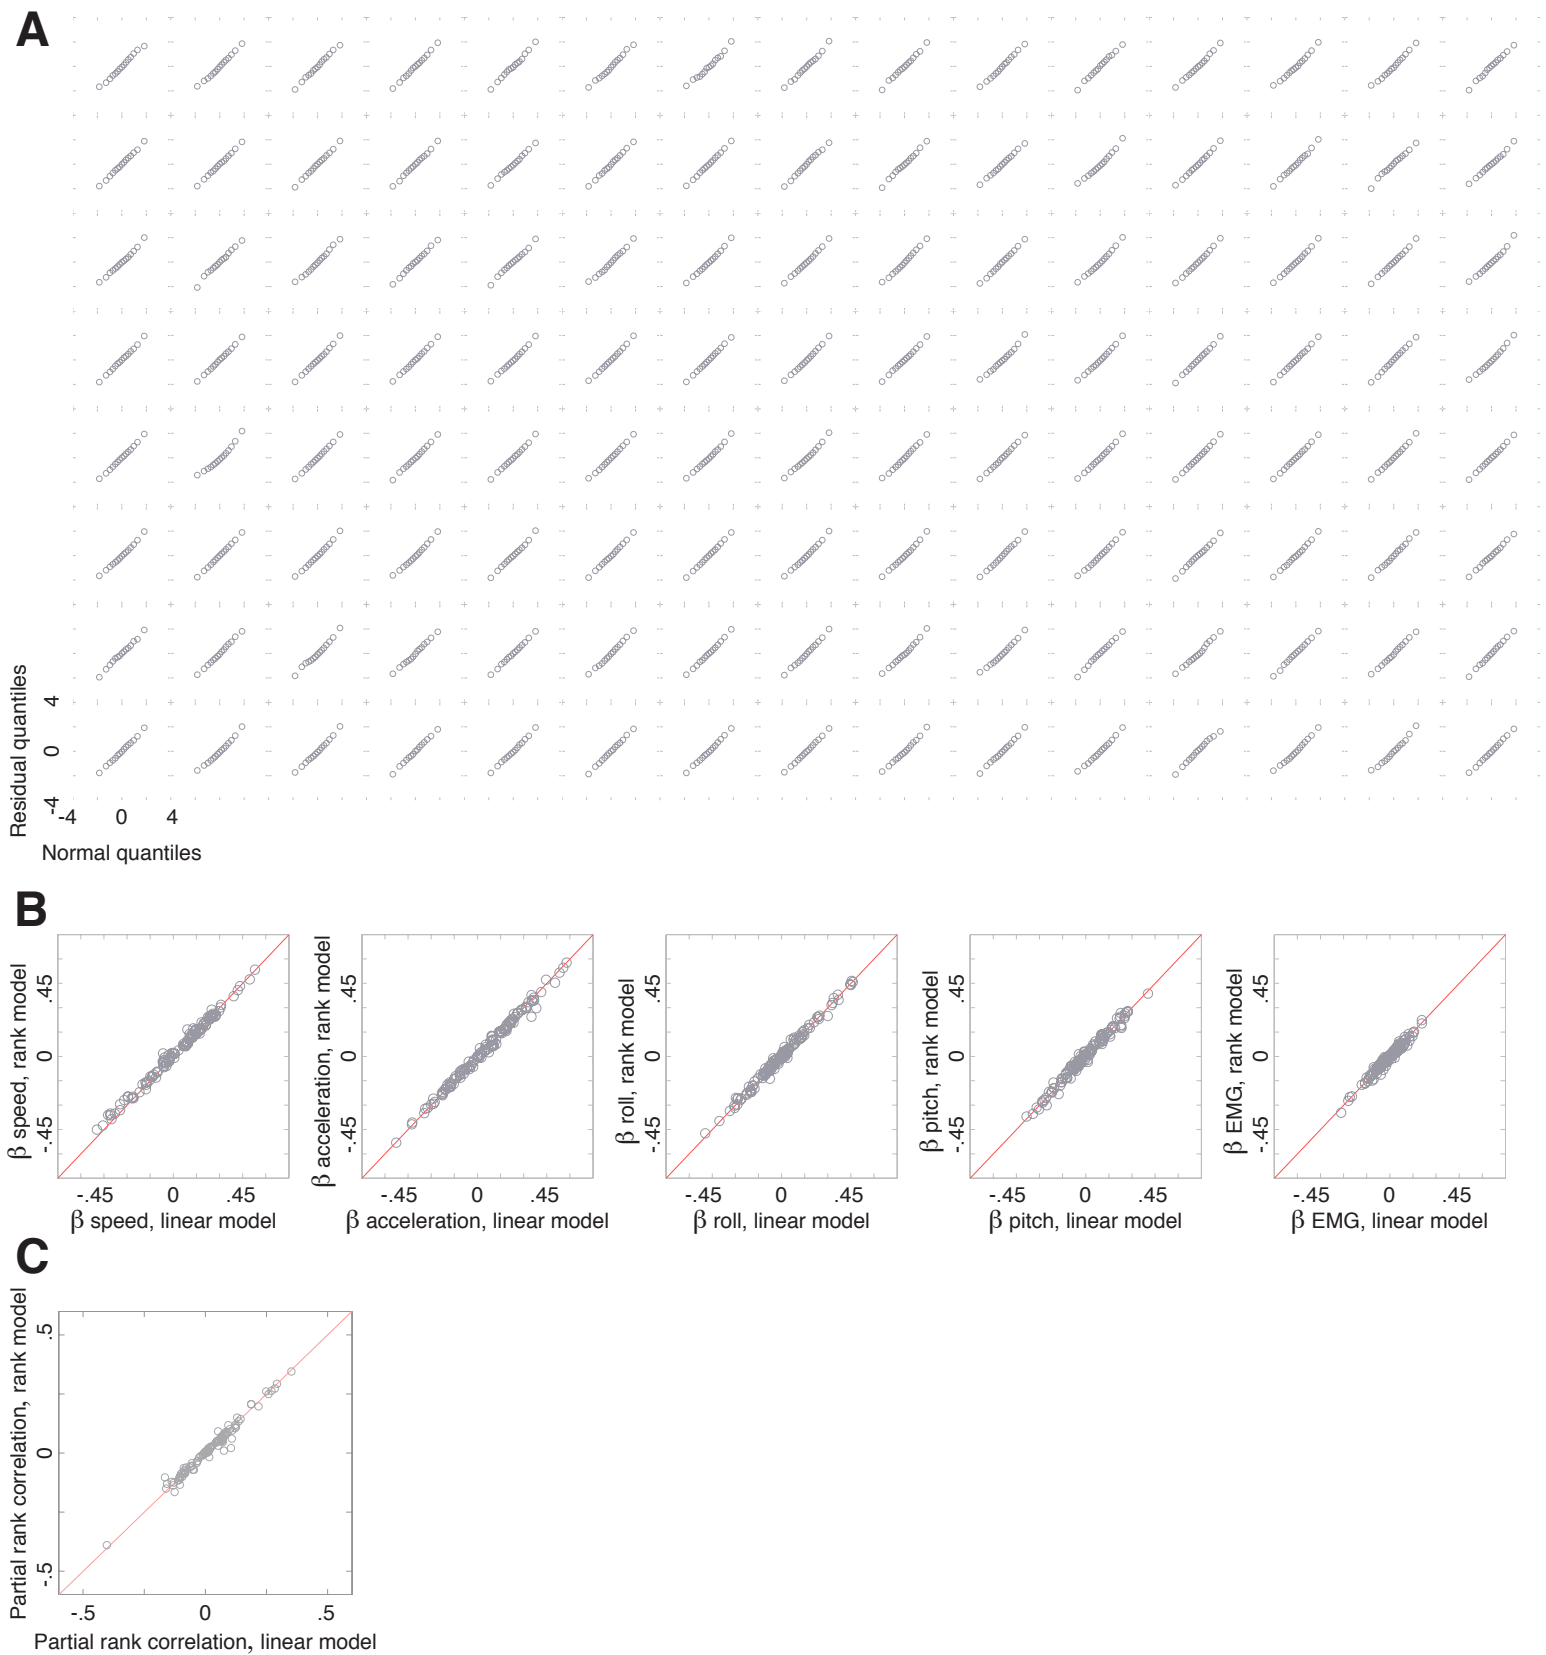 A
Residual quantiles
4
0
-4
-4 0 4
Normal quantiles
B
β speed, rank model
.45
0
-.45
-.45 0 .45
β speed, linear model
β acceleration, rank model
.45
0
-.45
-.45 0 .45
β acceleration, linear model
β roll, rank model
.45
0
-.45
-.45 0 .45
β roll, linear model
β pitch, rank model
.45
0
-.45
-.45 0 .45
β pitch, linear model
β EMG, rank model
.45
0
-.45
-.45 0 .45
β EMG, linear model
C
Partial rank correlation, rank model
.5
0
-.5
-.5 0 .5
Partial rank correlation, linear model